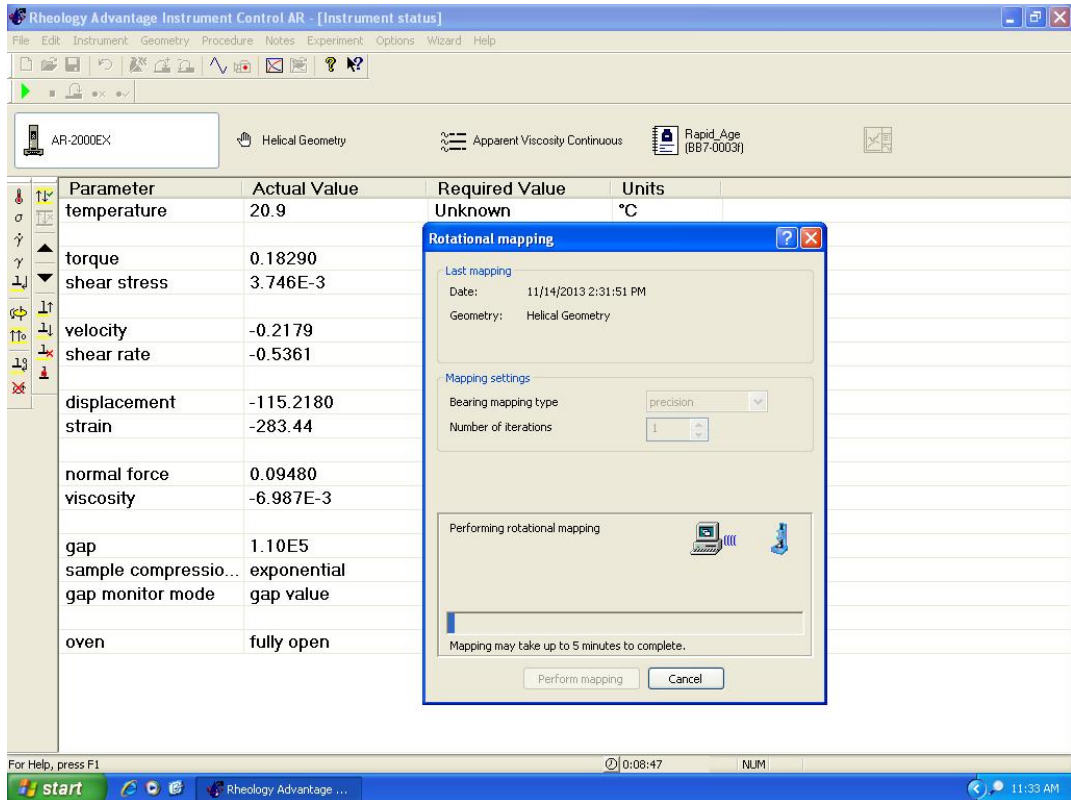 Rheology Advantage Instrument Control AR - [Instrument status]
File Edit Instrument Geometry Procedure Notes Experiment Options Wizard Help
AR-2000EX Helical Geometry Apparent Viscosity Continuous Rapid_Age
(BB7-0003f)
Parameter Actual Value Required Value Units
temperature 20.9 Unknown °C
Rotational mapping
torque 0.18290
shear stress 3.746E-3
velocity -0.2179
shear rate -0.5361
displacement -115.2180
strain -283.44
normal force 0.09480
viscosity -6.987E-3
gap 1.10E5
sample compressio... exponential
gap monitor mode gap value
oven fully open
Last mapping
Date: 11/14/2013 2:31:51 PM
Geometry: Helical Geometry
Mapping settings
Bearing mapping type precision
Number of iterations 1
Performing rotational mapping
Mapping may take up to 5 minutes to complete.
Perform mapping Cancel
For Help, press F1 0:08:47 NUM
start Rheology Advantage ... 11:33 AM